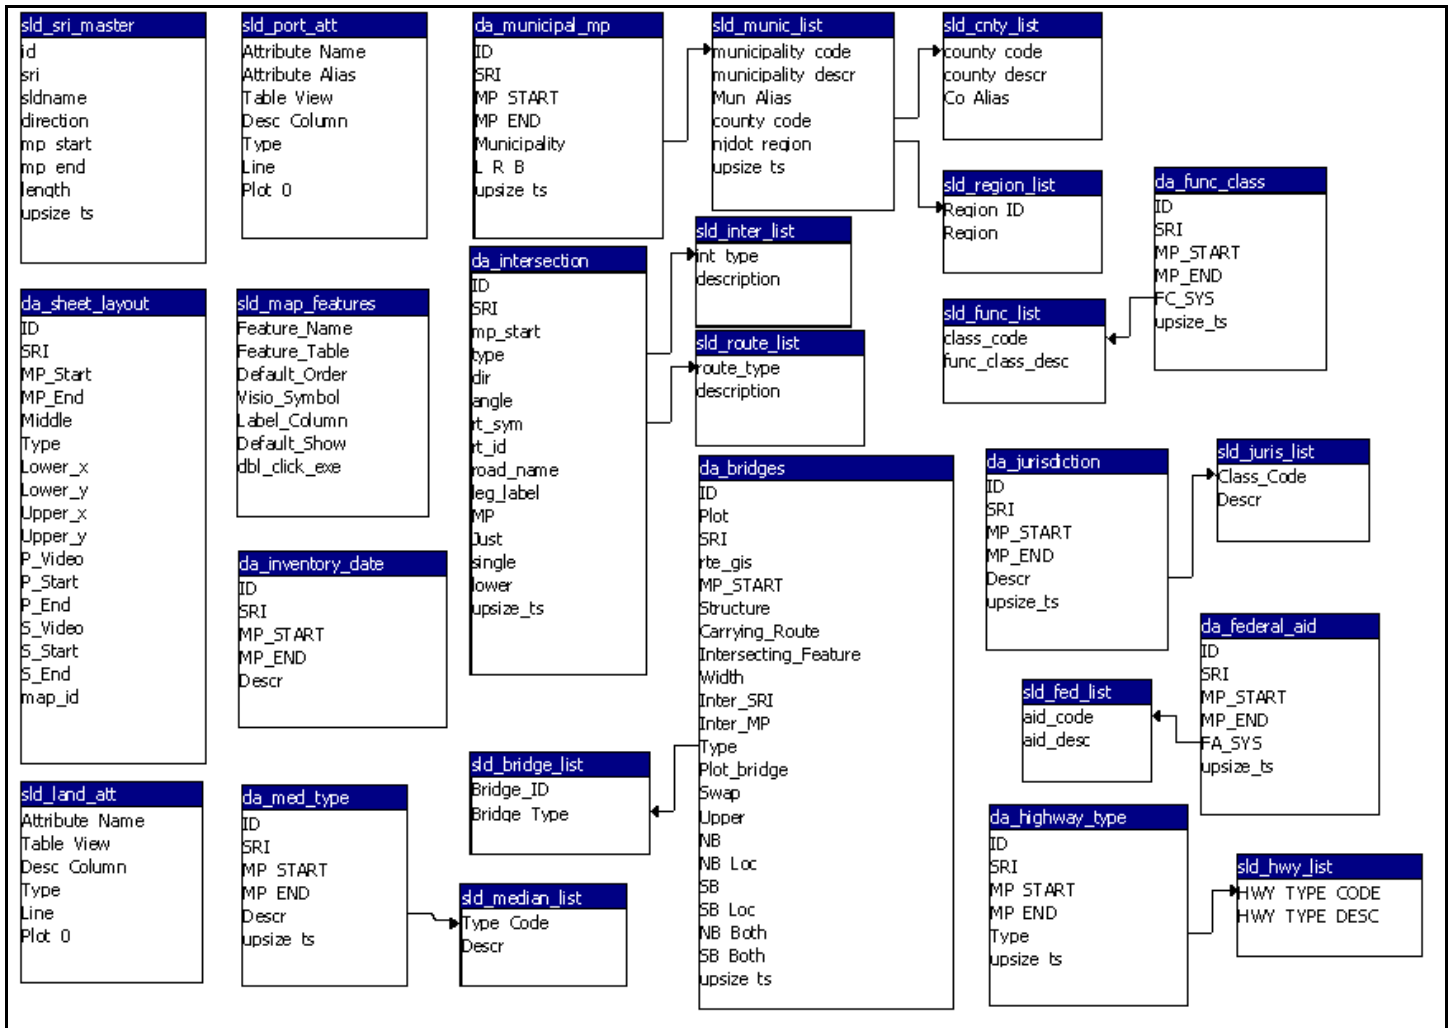 sld_sri_master
id
sri
sldname
direction
mp start
mp end
length
upsize ts
sld_port_att
Attribute Name
Attribute Alias
Table View
Desc Column
Type
Line
Plot 0
da_municipal_mp
ID
SRI
MP START
MP END
Municipality
L R B
upsize ts
sld_munic_list
municipality code
municipality descr
Mun Alias
county code
njdot region
upsize ts
sld_cnty_list
county code
county descr
Co Alias
sld_region_list
Region ID
Region
da_func_class
ID
SRI
MP_START
MP_END
FC_SYS
upsize_ts
sld_inter_list
int type
description
da_intersection
ID
SRI
mp_start
type
dir
angle
rt_sym
rt_id
road_name
leg_label
MP
Just
single
lower
upsize_ts
sld_route_list
route_type
description
sld_func_list
class_code
func_class_desc
da_sheet_layout
ID
SRI
MP_Start
MP_End
Middle
Type
Lower_x
Lower_y
Upper_x
Upper_y
P_Video
P_Start
P_End
S_Video
S_Start
S_End
map_id
sld_map_features
Feature_Name
Feature_Table
Default_Order
Visio_Symbol
Label_Column
Default_Show
dbl_click_exe
da_inventory_date
ID
SRI
MP_START
MP_END
Descr
da_bridges
ID
Plot
SRI
rte_gis
MP_START
Structure
Carrying_Route
Intersecting_Feature
Width
Inter_SRI
Inter_MP
Type
Plot_bridge
Swap
Upper
NB
NB Loc
SB
SB Loc
NB Both
SB Both
upsize ts
da_jurisdiction
ID
SRI
MP_START
MP_END
Descr
upsize_ts
sld_juris_list
Class_Code
Descr
da_federal_aid
ID
SRI
MP_START
MP_END
FA_SYS
upsize_ts
sld_fed_list
aid_code
aid_desc
sld_bridge_list
Bridge_ID
Bridge Type
sld_land_att
Attribute Name
Table View
Desc Column
Type
Line
Plot 0
da_med_type
ID
SRI
MP START
MP END
Descr
upsize ts
sld_median_list
Type Code
Descr
da_highway_type
ID
SRI
MP START
MP END
Type
upsize ts
sld_hwy_list
HWY TYPE CODE
HWY TYPE DESC